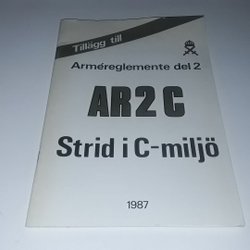 Tillägg till
Arméreglemente del 2
AR2 C
Strid i C-miljö
1987